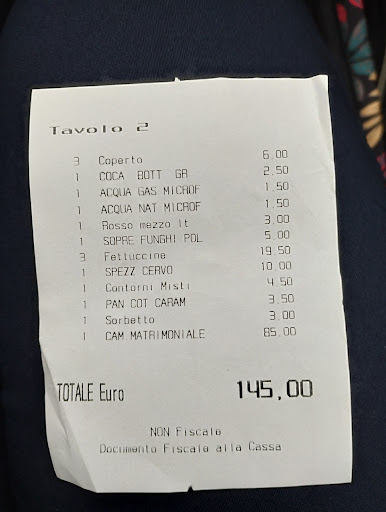 Tavolo 2
3 Coperto 6,00
1 COCA BOTT GR 2,50
1 ACQUA GAS MICROF 1,50
1 ACQUA NAT MICROF 1,50
1 Rosso mezzo lt 3,00
1 SOPRE FUNGHI POL 5,00
3 Fettuccine 19,50
1 SPEZZ CERVO 10,00
1 Contorni Misti 4,50
1 PAN COT CARAM 3,50
1 Sorbetto 3,00
1 CAM MATRIMONIALE 85,00
TOTALE Euro 145,00
NON Fiscale
Documento Fiscale alla Cassa